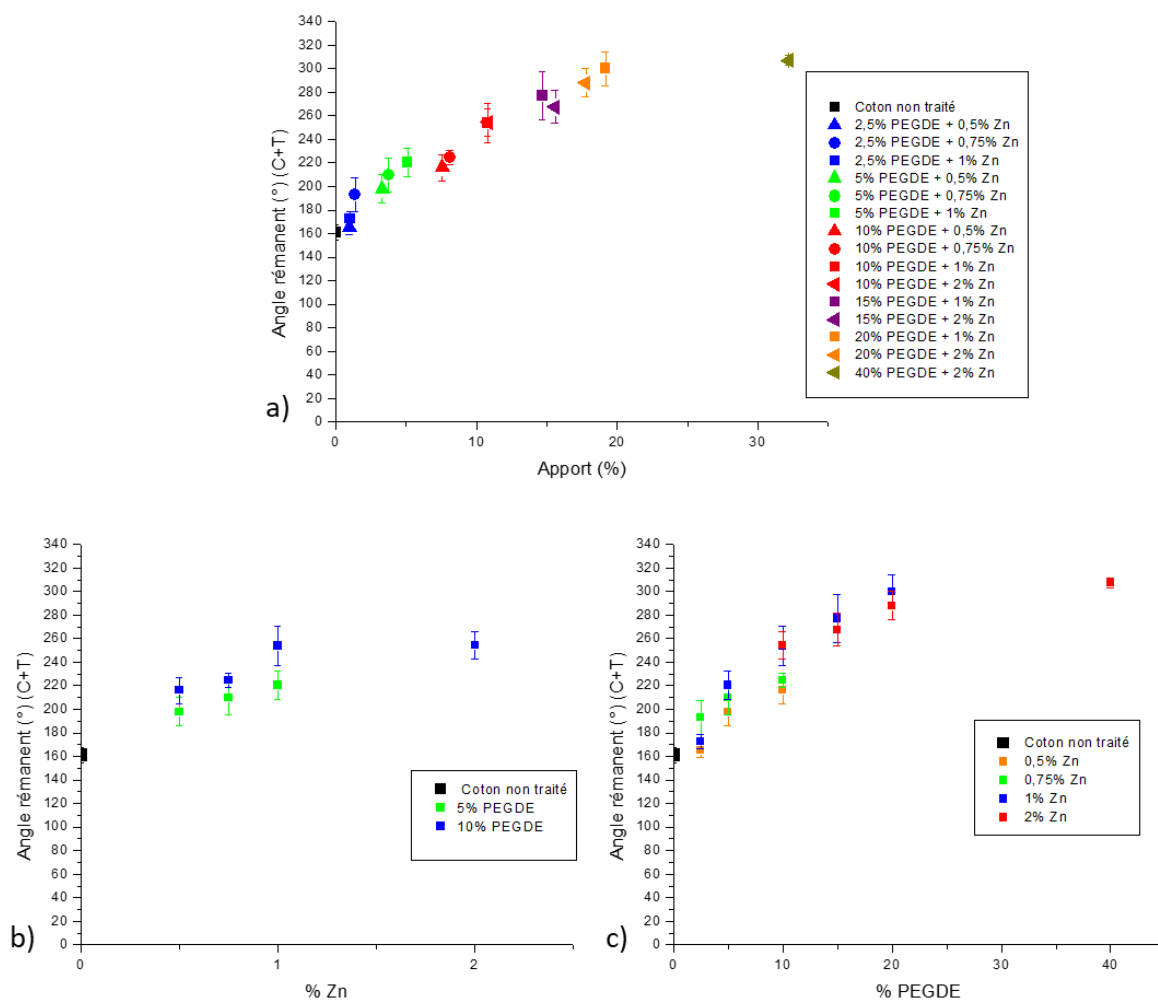 340
320
300
280
260
240
220
200
180
160
140
120
100
80
60
40
20
0
Angle rémanent (°) (C+T)
0
10
20
30
Apport (%)
a)
Coton non traité
2,5% PEGDE + 0,5% Zn
2,5% PEGDE + 0,75% Zn
2,5% PEGDE + 1% Zn
5% PEGDE + 0,5% Zn
5% PEGDE + 0,75% Zn
5% PEGDE + 1% Zn
10% PEGDE + 0,5% Zn
10% PEGDE + 0,75% Zn
10% PEGDE + 1% Zn
10% PEGDE + 2% Zn
15% PEGDE + 1% Zn
15% PEGDE + 2% Zn
20% PEGDE + 1% Zn
20% PEGDE + 2% Zn
40% PEGDE + 2% Zn
340
320
300
280
260
240
220
200
180
160
140
120
100
80
60
40
20
0
Angle rémanent (°) (C+T)
0
1
2
% Zn
b)
Coton non traité
5% PEGDE
10% PEGDE
340
320
300
280
260
240
220
200
180
160
140
120
100
80
60
40
20
0
Angle rémanent (°) (C+T)
0
10
20
30
40
% PEGDE
c)
Coton non traité
0,5% Zn
0,75% Zn
1% Zn
2% Zn